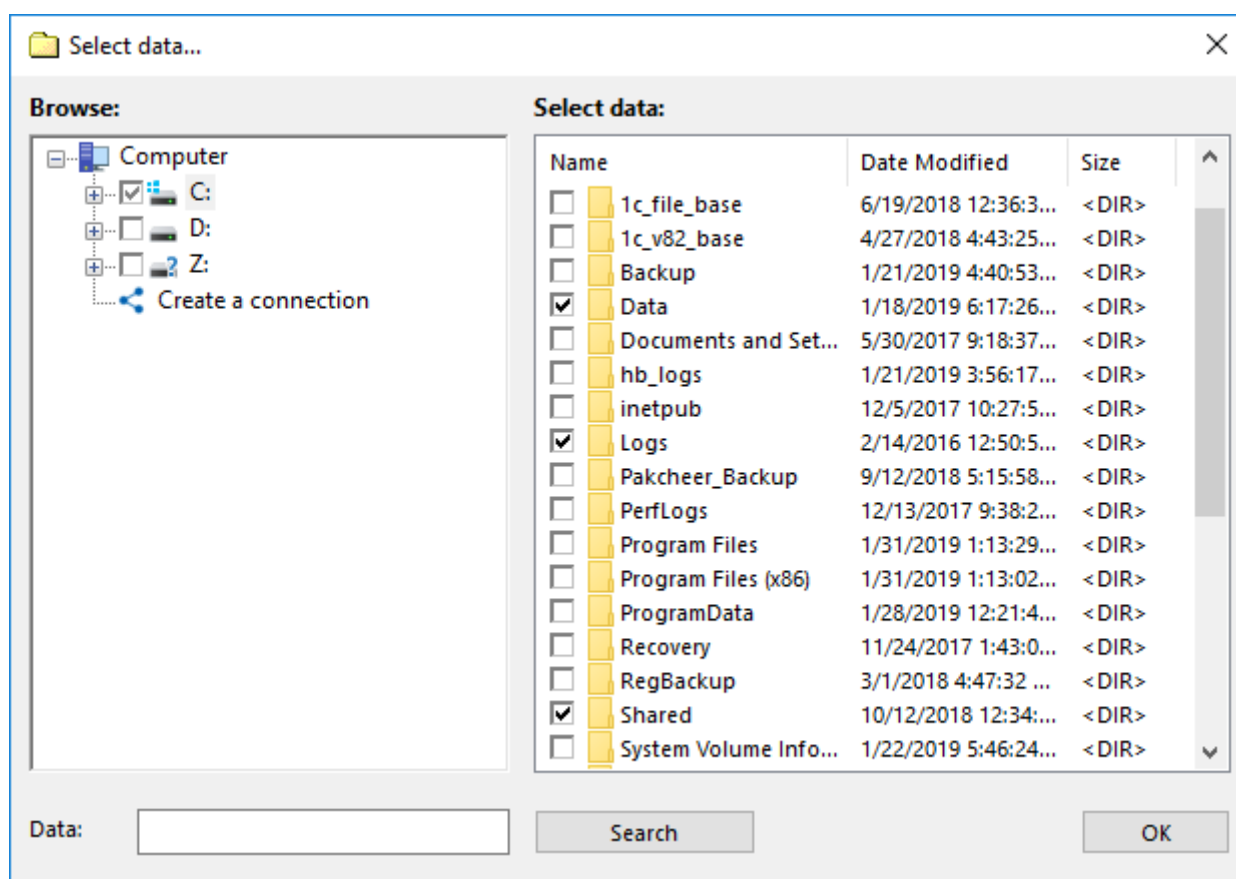 Select data...
Browse:
Select data:
Computer
C:
D:
Z:
Create a connection
Name Date Modified Size
1c_file_base 6/19/2018 12:36:3... <DIR>
1c_v82_base 4/27/2018 4:43:25... <DIR>
Backup 1/21/2019 4:40:53... <DIR>
Data 1/18/2019 6:17:26... <DIR>
Documents and Set... 5/30/2017 9:18:37... <DIR>
hb_logs 1/21/2019 3:56:17... <DIR>
inetpub 12/5/2017 10:27:5... <DIR>
Logs 2/14/2016 12:50:5... <DIR>
Pakcheer_Backup 9/12/2018 5:15:58... <DIR>
PerfLogs 12/13/2017 9:38:2... <DIR>
Program Files 1/31/2019 1:13:29... <DIR>
Program Files (x86) 1/31/2019 1:13:02... <DIR>
ProgramData 1/28/2019 12:21:4... <DIR>
Recovery 11/24/2017 1:43:0... <DIR>
RegBackup 3/1/2018 4:47:32 ... <DIR>
Shared 10/12/2018 12:34:... <DIR>
System Volume Info... 1/22/2019 5:46:24... <DIR>
Data:
Search
OK